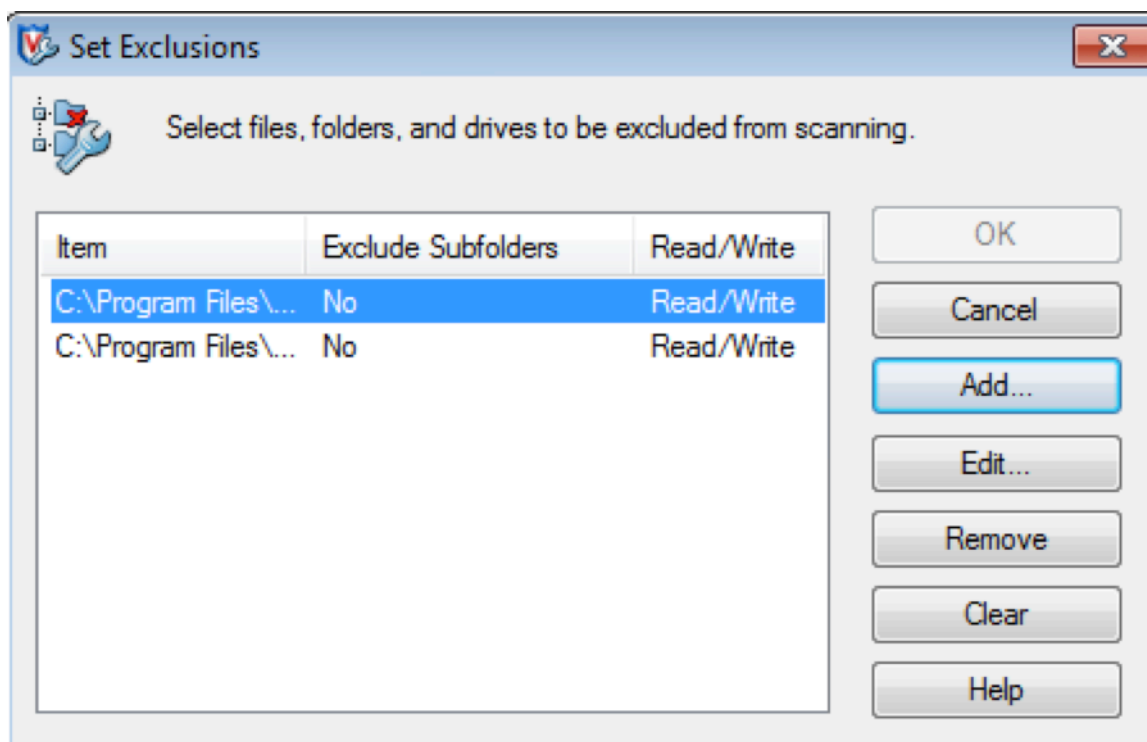 Set Exclusions
Select files, folders, and drives to be excluded from scanning.
Item Exclude Subfolders Read/Write
C:\Program Files\... No Read/Write
C:\Program Files\... No Read/Write
OK
Cancel
Add...
Edit...
Remove
Clear
Help